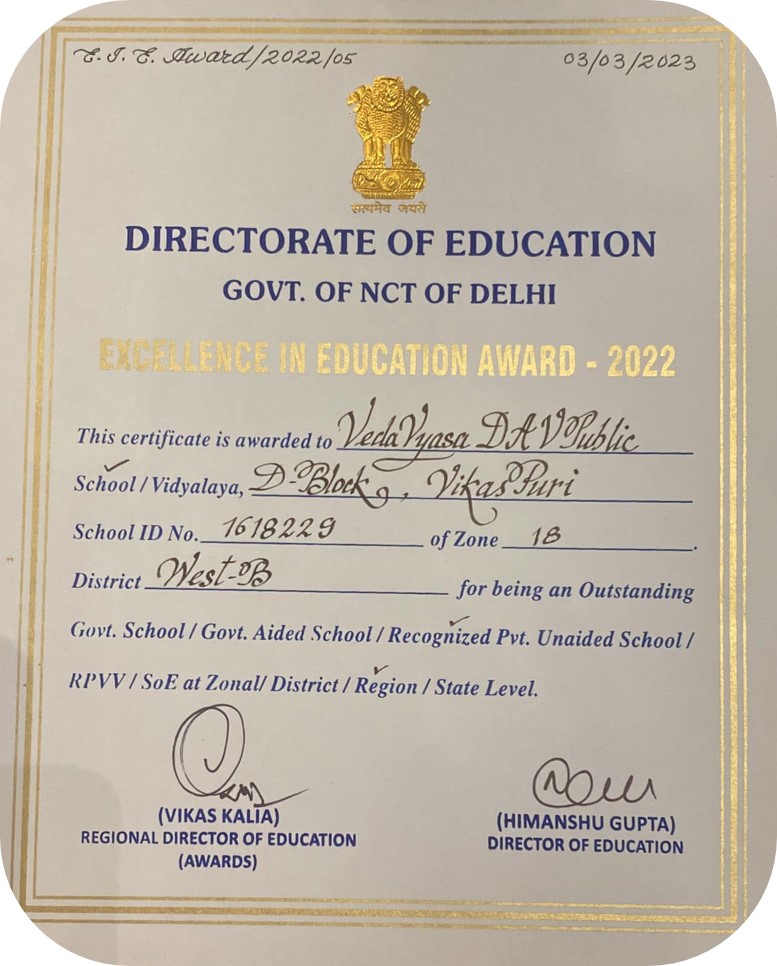 E.I.E. Award/2022/05 03/03/2023
सत्यमेव जयते
DIRECTORATE OF EDUCATION
GOVT. OF NCT OF DELHI
EXCELLENCE IN EDUCATION AWARD - 2022
This certificate is awarded to VedaVyasa D A V Public
School / Vidyalaya, D-Block, Vikas Puri
School ID No. 1618229 of Zone 18.
District West-B for being an Outstanding
Govt. School / Govt. Aided School / Recognized Pvt. Unaided School /
RPVV / SoE at Zonal/ District / Region / State Level.
(VIKAS KALIA) (HIMANSHU GUPTA)
REGIONAL DIRECTOR OF EDUCATION DIRECTOR OF EDUCATION
(AWARDS)